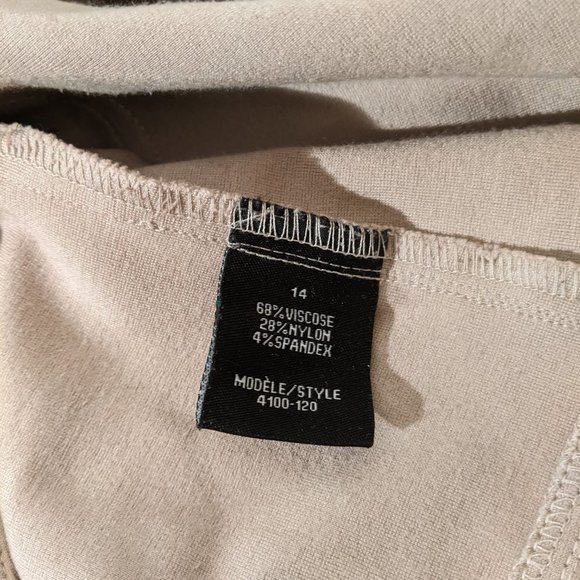 14
68%VISCOSE
28%NYLON
4%SPANDEX
MODÈLE/STYLE
4100-120